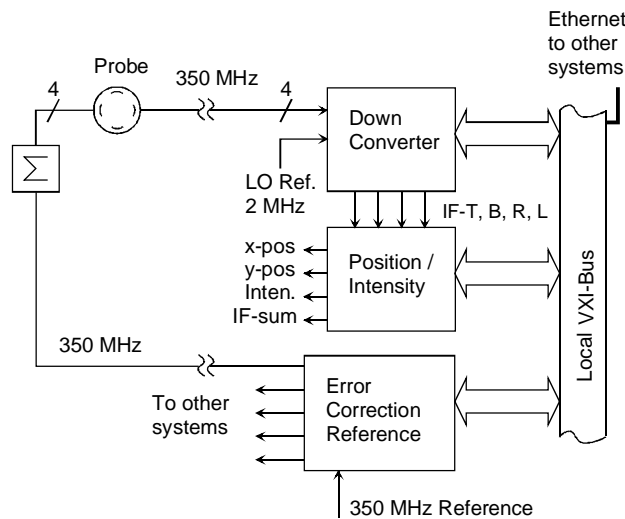 Ethernet
to other
systems
Probe
4
350 MHz
4
Down
Converter
Σ
LO Ref.
2 MHz
IF-T, B, R, L
x-pos
y-pos
Inten.
IF-sum
Position /
Intensity
Local VXI-Bus
350 MHz
To other
systems
Error
Correction
Reference
350 MHz Reference